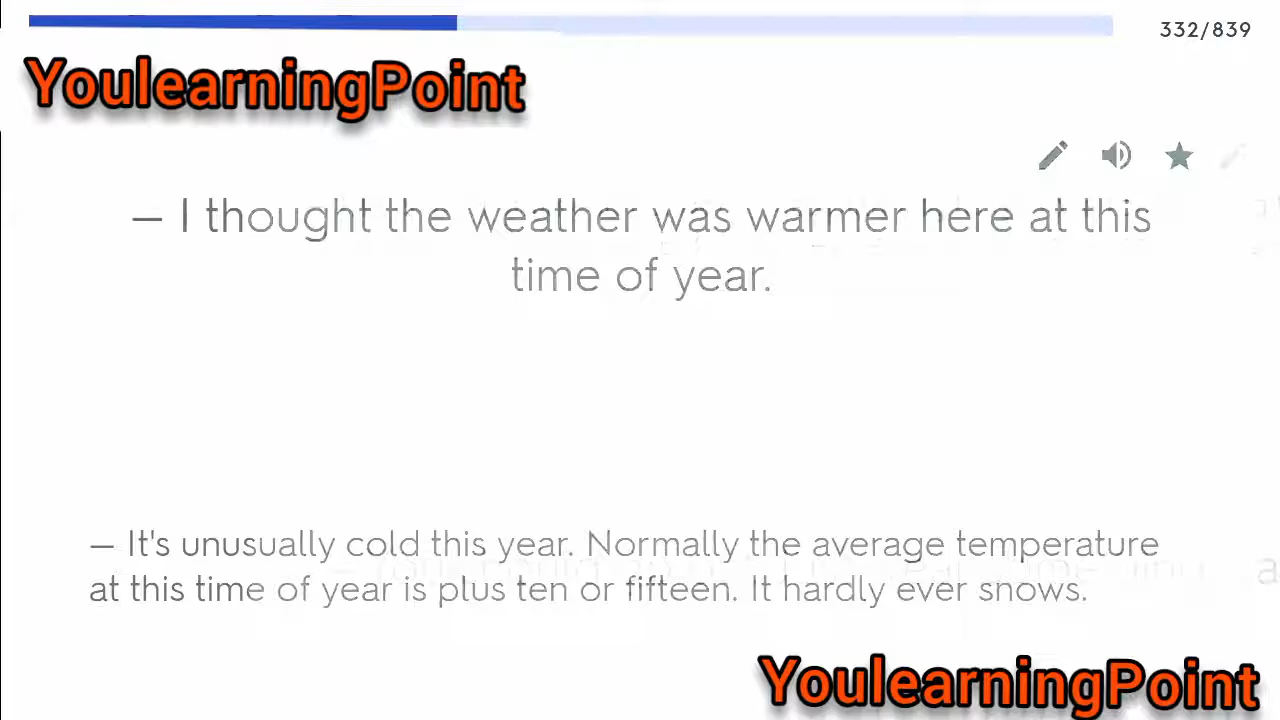 332/839
YoulearningPoint
– I thought the weather was warmer here at this
time of year.
– It's unusually cold this year. Normally the average temperature
at this time of year is plus ten or fifteen. It hardly ever snows.
YoulearningPoint